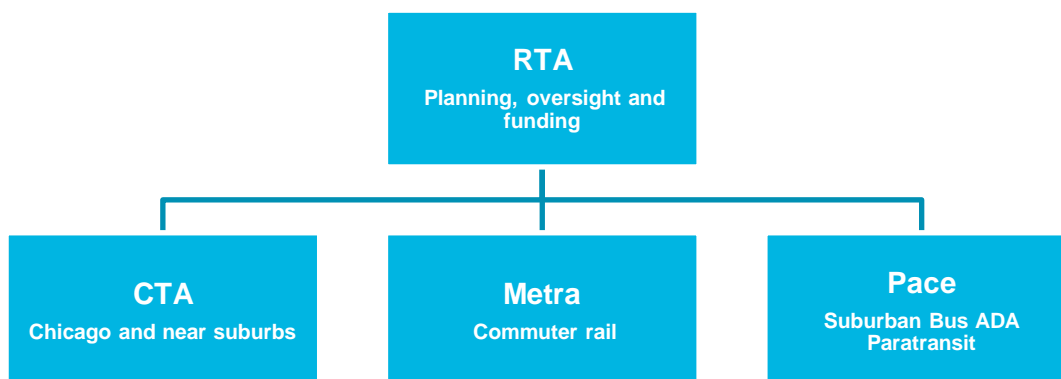 RTA
Planning, oversight and
funding
CTA
Chicago and near suburbs
Metra
Commuter rail
Pace
Suburban Bus ADA
Paratransit